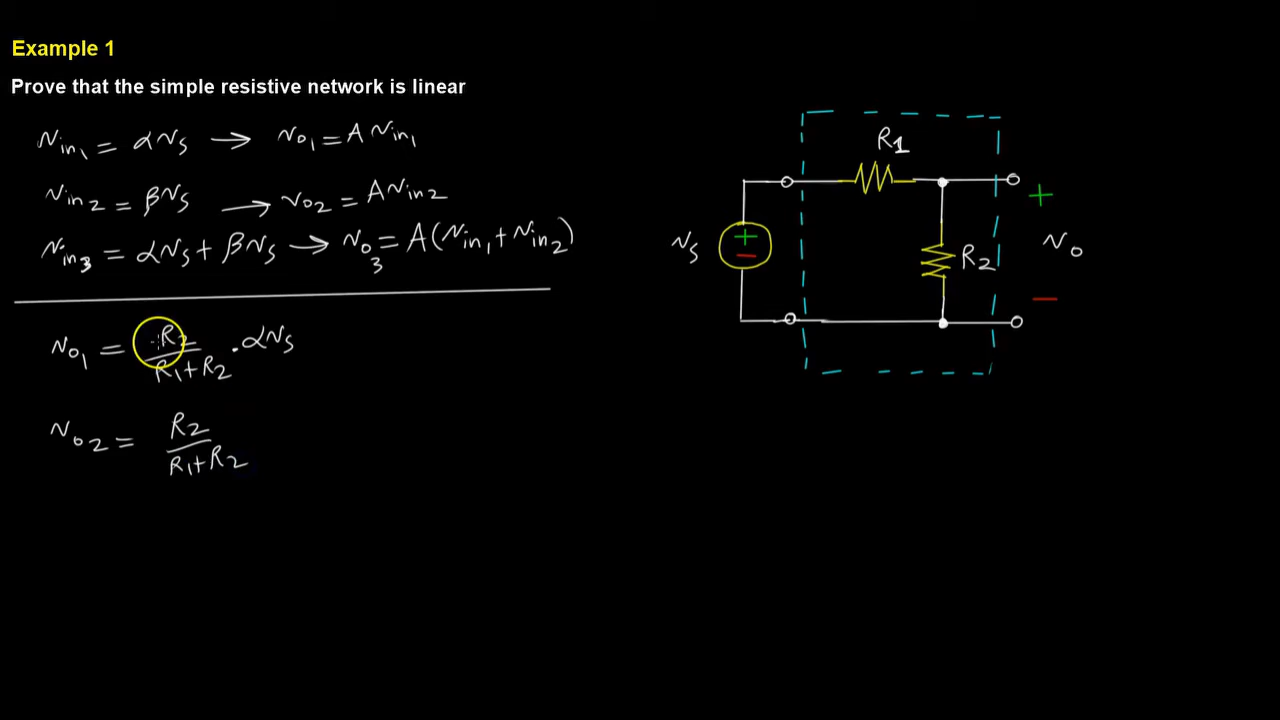 Example 1
Prove that the simple resistive network is linear
v_in1 = αv_s → v_o1 = A v_in1
v_in2 = βv_s → v_o2 = A v_in2
v_in3 = αv_s + βv_s → v_o3 = A(v_in1 + v_in2)
v_o1 = R2/(R1+R2) . αv_s
v_o2 = R2/(R1+R2)
R1
+
v_s
+
-
R2
v_o
-